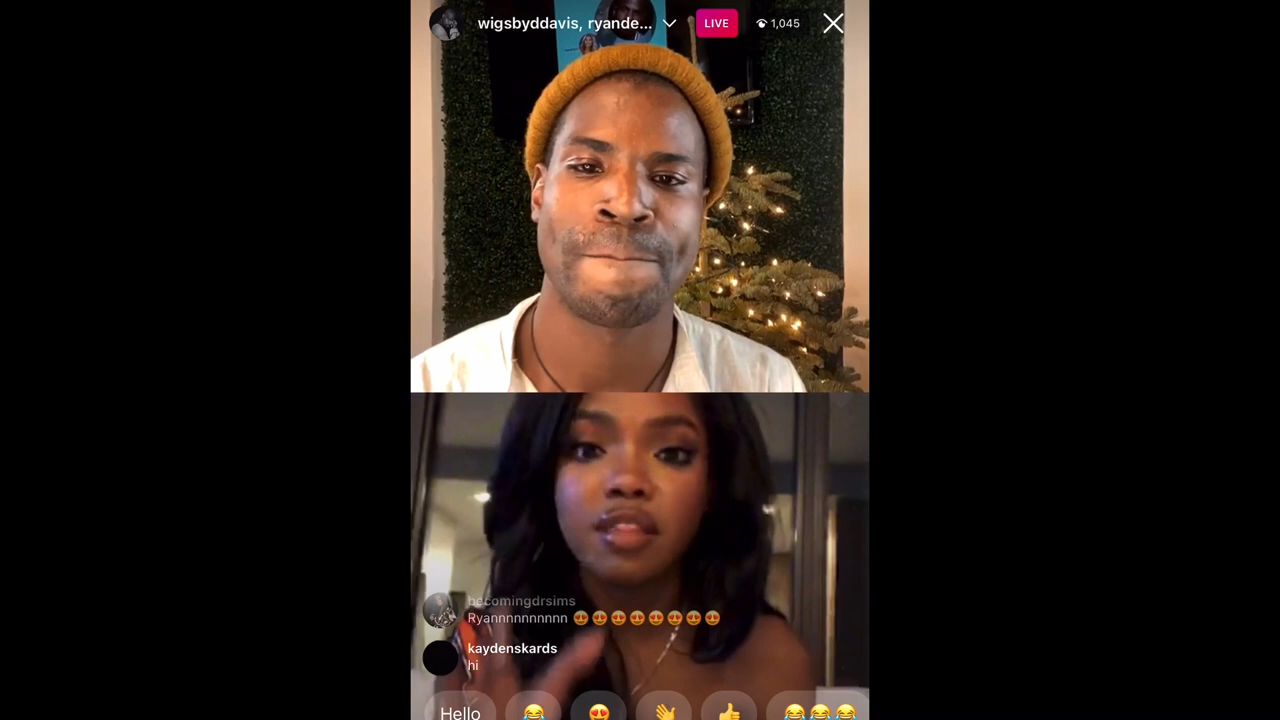 wigsbyddavis, ryande...
LIVE
1,045
becomingdrsims
Ryannnnnnnnnn 😍😍😍😍😍😍😍😍
kaydenskards
hi
Hello 😂 😍 👋 👍 😂😂😂